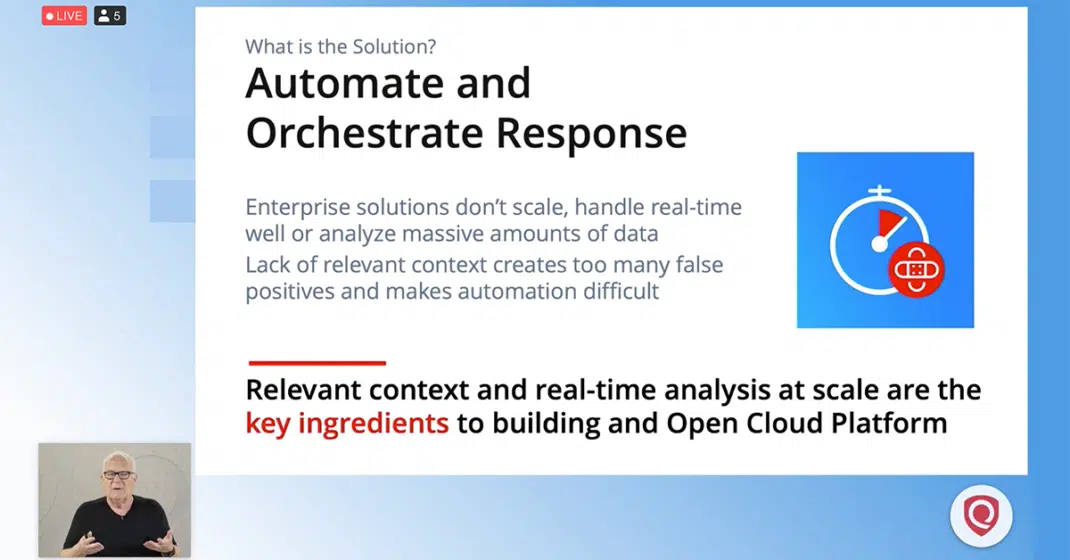 LIVE
5
What is the Solution?
Automate and
Orchestrate Response
Enterprise solutions don’t scale, handle real-time
well or analyze massive amounts of data
Lack of relevant context creates too many false
positives and makes automation difficult
Relevant context and real-time analysis at scale are the
key ingredients to building and Open Cloud Platform